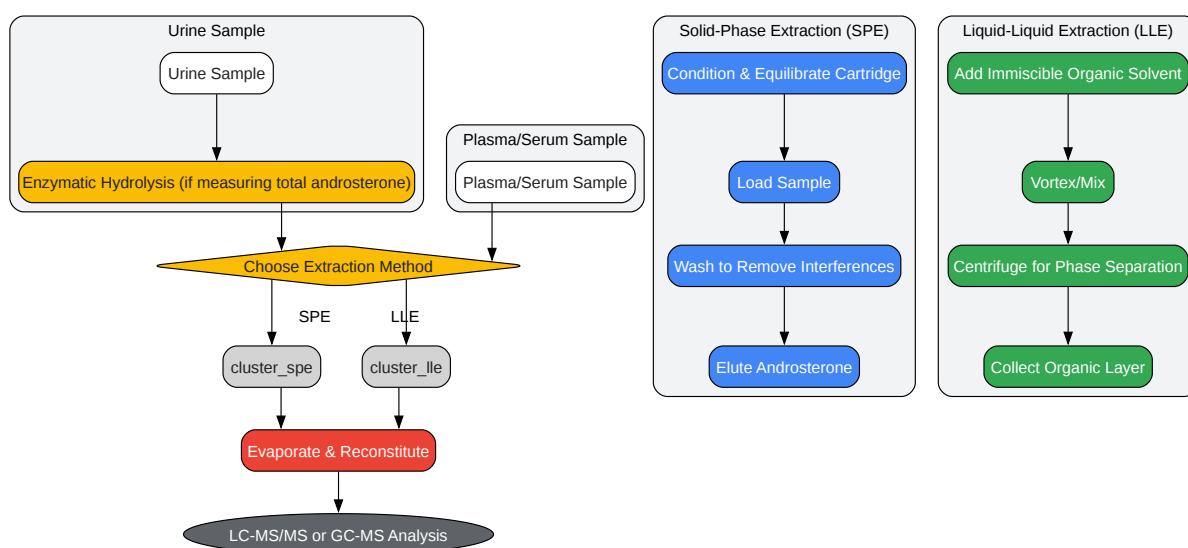 Urine Sample
Urine Sample
Enzymatic Hydrolysis (if measuring total androsterone)
Plasma/Serum Sample
Plasma/Serum Sample
Choose Extraction Method
SPE
LLE
cluster_spe
cluster_lle
Evaporate & Reconstitute
LC-MS/MS or GC-MS Analysis
Solid-Phase Extraction (SPE)
Condition & Equilibrate Cartridge
Load Sample
Wash to Remove Interferences
Elute Androsterone
Liquid-Liquid Extraction (LLE)
Add Immiscible Organic Solvent
Vortex/Mix
Centrifuge for Phase Separation
Collect Organic Layer